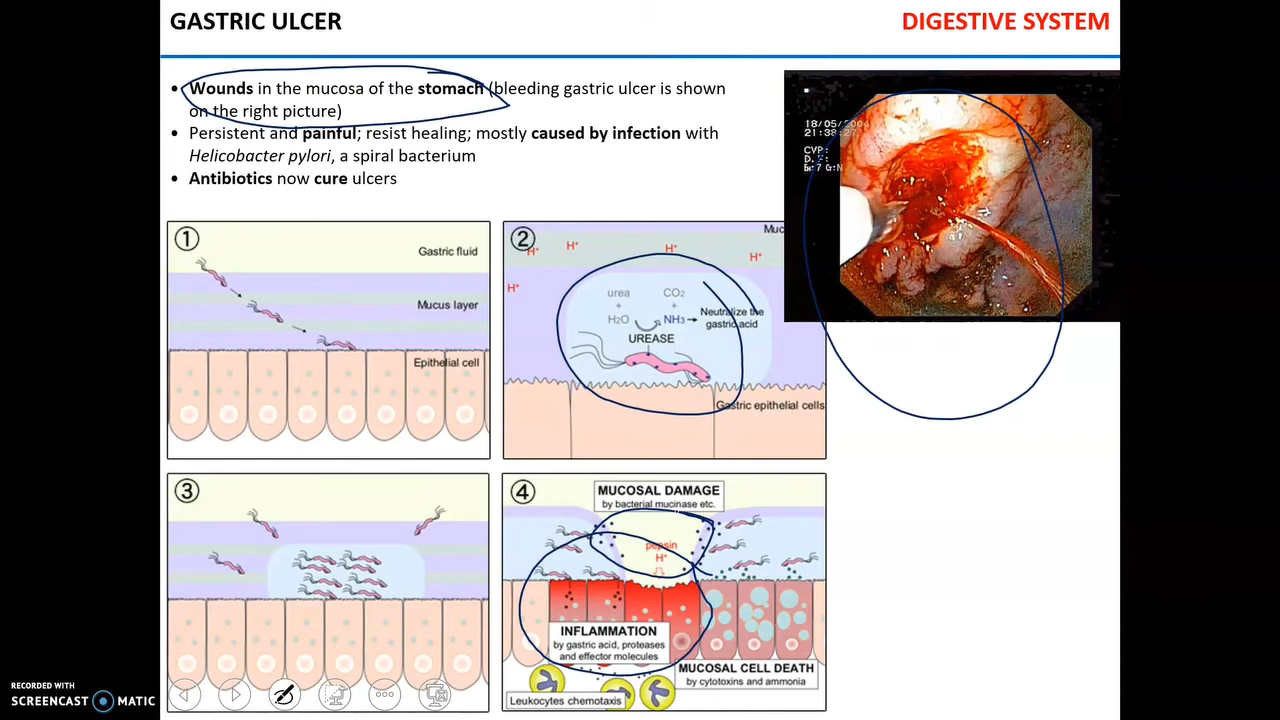 GASTRIC ULCER
DIGESTIVE SYSTEM
• Wounds in the mucosa of the stomach (bleeding gastric ulcer is shown
on the right picture)
• Persistent and painful; resist healing; mostly caused by infection with
Helicobacter pylori, a spiral bacterium
• Antibiotics now cure ulcers
21:38:27
CVP:
①
Gastric fluid
Mucus layer
Epithelial cell
②
Muc
H⁺
H⁺
H⁺
H⁺
H⁺
urea
+
H₂O
CO₂
+
NH₃
Neutralize the
gastric acid
UREASE
Gastric epithelial cells
③
④
MUCOSAL DAMAGE
by bacterial mucinase etc.
pepsin
H⁺
INFLAMMATION
by gastric acid, proteases
and effector molecules
MUCOSAL CELL DEATH
by cytotoxins and ammonia
Leukocytes chemotaxis
RECORDED WITH
SCREENCAST MATIC